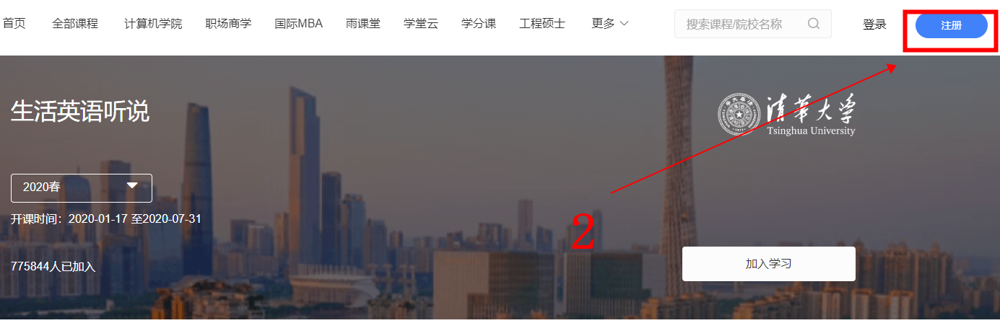 首页 全部课程 计算机学院 职场商学 国际MBA 雨课堂 学堂云 学分课 工程硕士 更多 搜索课程/院校名称 登录 注册
生活英语听说
清华大学
Tsinghua University
2020春
开课时间：2020-01-17 至2020-07-31
2
775844人已加入
加入学习